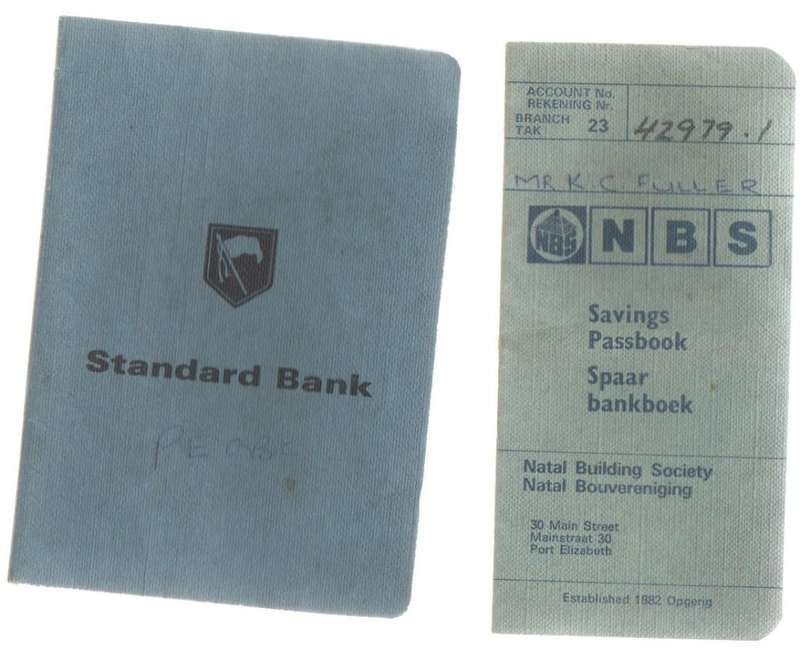 Standard Bank
ACCOUNT No.
REKENING Nr.
BRANCH
TAK
23
42979.1
MR K.C FULLER
NBS
N B S
Savings
Passbook
Spaar
bankboek
Natal Building Society
Natal Bouvereniging
30 Main Street
Mainstraat 30
Port Elizabeth
Established 1882 Opgerig